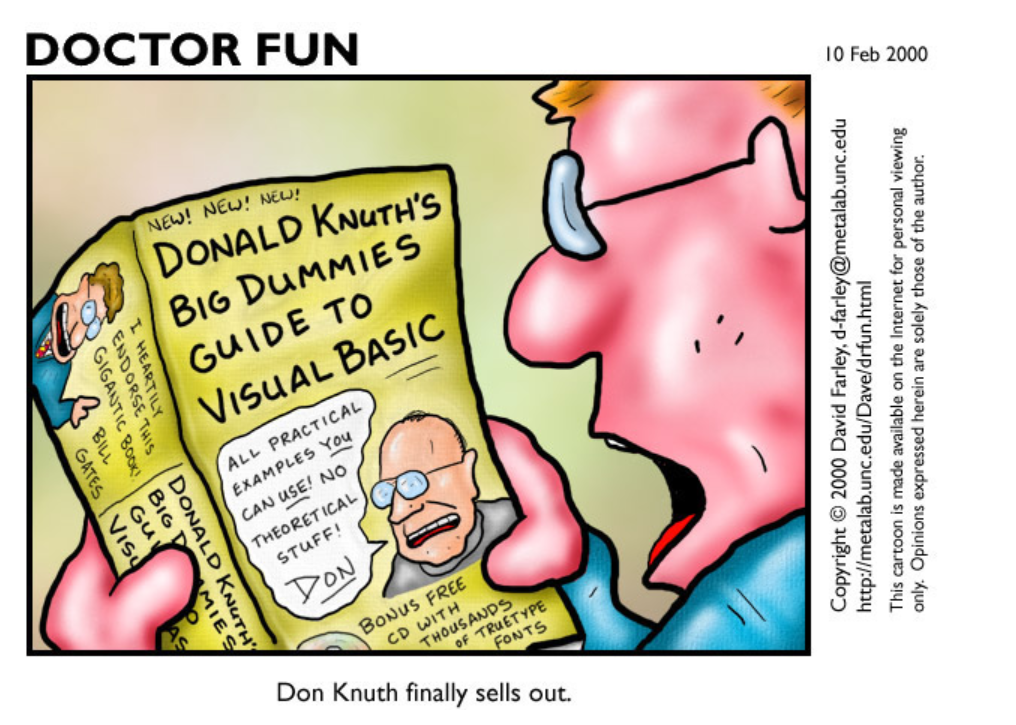 DOCTOR FUN
10 Feb 2000
NEW! NEW! NEW!
DONALD KNUTH'S
BIG DUMMIES
GUIDE TO
VISUAL BASIC
ALL PRACTICAL
EXAMPLES YOU
CAN USE! NO
THEORETICAL
STUFF!
DON
BONUS FREE
CD WITH
THOUSANDS
OF TRUETYPE
FONTS
I HEARTILY
ENDORSE THIS
GIGANTIC BOOK!
BILL
GATES
DONALD KNUTH'
BIG D MMIES
GU
VISU AS
Copyright © 2000 David Farley, d-farley@metalab.unc.edu
http://metalab.unc.edu/Dave/drfun.html
This cartoon is made available on the Internet for personal viewing
only. Opinions expressed herein are solely those of the author.
Don Knuth finally sells out.